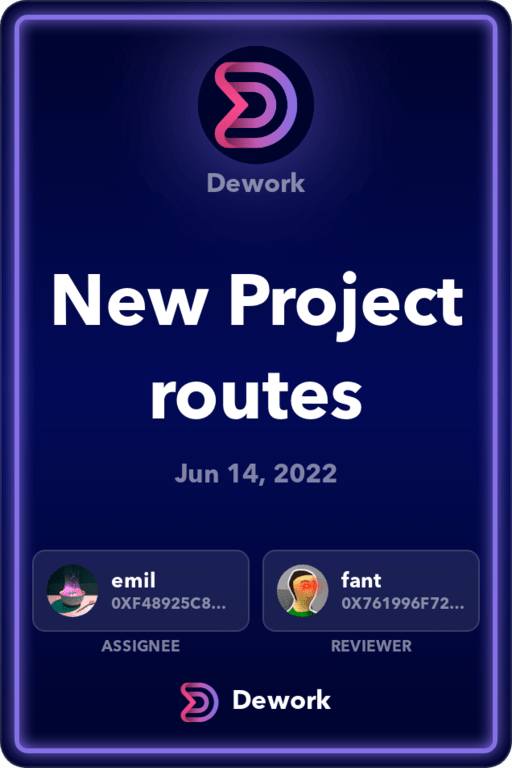 Dework
New Project
routes
Jun 14, 2022
emil
0XF48925C8...
ASSIGNEE
fant
0X761996F72...
REVIEWER
Dework